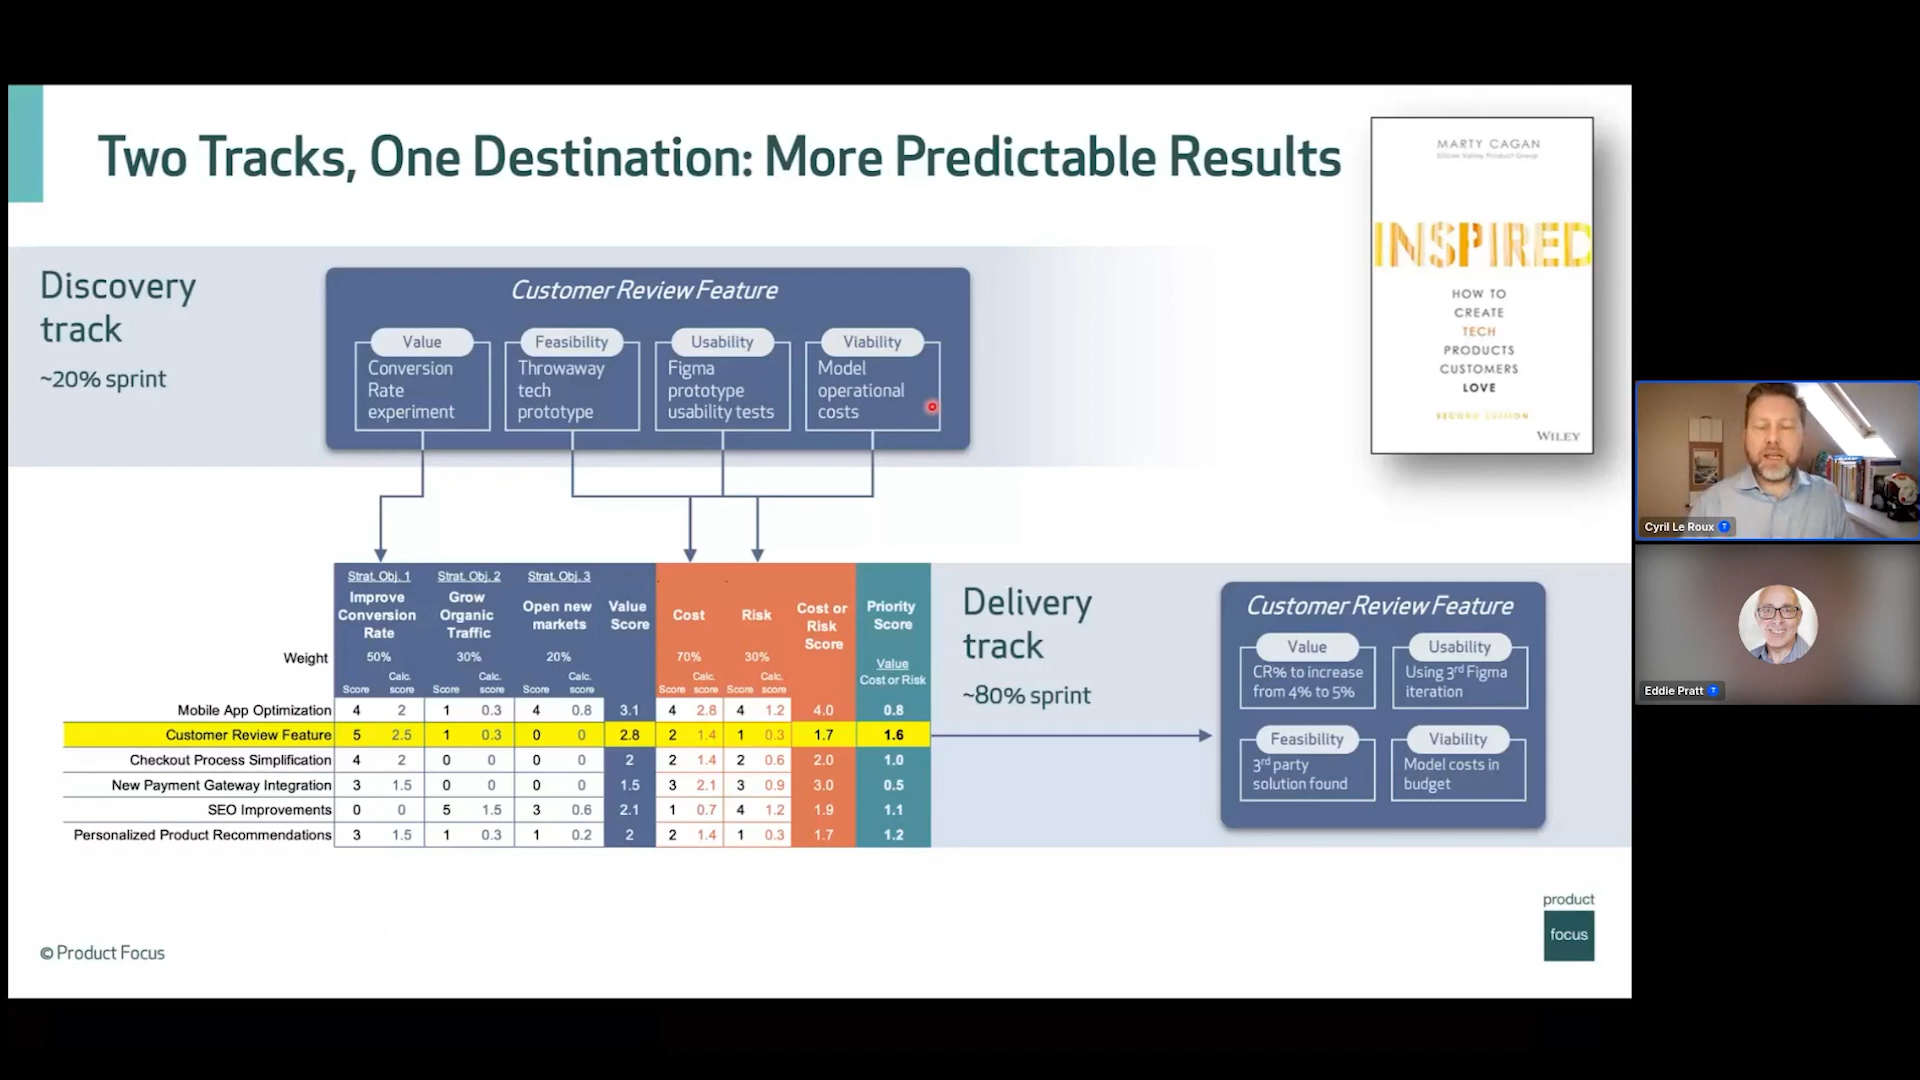 Two Tracks, One Destination: More Predictable Results
MARTY CAGAN
Silicon Valley Product Group
INSPIRED
HOW TO
CREATE
TECH
PRODUCTS
CUSTOMERS
LOVE
SECOND EDITION
WILEY
Discovery
track
~20% sprint
Customer Review Feature
Value
Conversion
Rate
experiment
Feasibility
Throwaway
tech
prototype
Usability
Figma
prototype
usability tests
Viability
Model
operational
costs
Strat. Obj. 1
Improve
Conversion
Rate
Strat. Obj. 2
Grow
Organic
Traffic
Strat. Obj. 3
Open new
markets
Value
Score
Cost
Risk
Cost or
Risk
Score
Priority
Score
Value
Cost or Risk
Weight 50% 30% 20% 70% 30%
Score Calc. score Score Calc. score Score Calc. score Score Calc. score Score Calc. score
Mobile App Optimization 4 2 1 0.3 4 0.8 3.1 4 2.8 4 1.2 4.0 0.8
Customer Review Feature 5 2.5 1 0.3 0 0 2.8 2 1.4 1 0.3 1.7 1.6
Checkout Process Simplification 4 2 0 0 0 0 2 2 1.4 2 0.6 2.0 1.0
New Payment Gateway Integration 3 1.5 0 0 0 0 1.5 3 2.1 3 0.9 3.0 0.5
SEO Improvements 0 0 5 1.5 3 0.6 2.1 1 0.7 4 1.2 1.9 1.1
Personalized Product Recommendations 3 1.5 1 0.3 1 0.2 2 2 1.4 1 0.3 1.7 1.2
Delivery
track
~80% sprint
Customer Review Feature
Value
CR% to increase
from 4% to 5%
Usability
Using 3rd Figma
iteration
Feasibility
3rd party
solution found
Viability
Model costs in
budget
© Product Focus
product
focus
Cyril Le Roux T
Eddie Pratt T